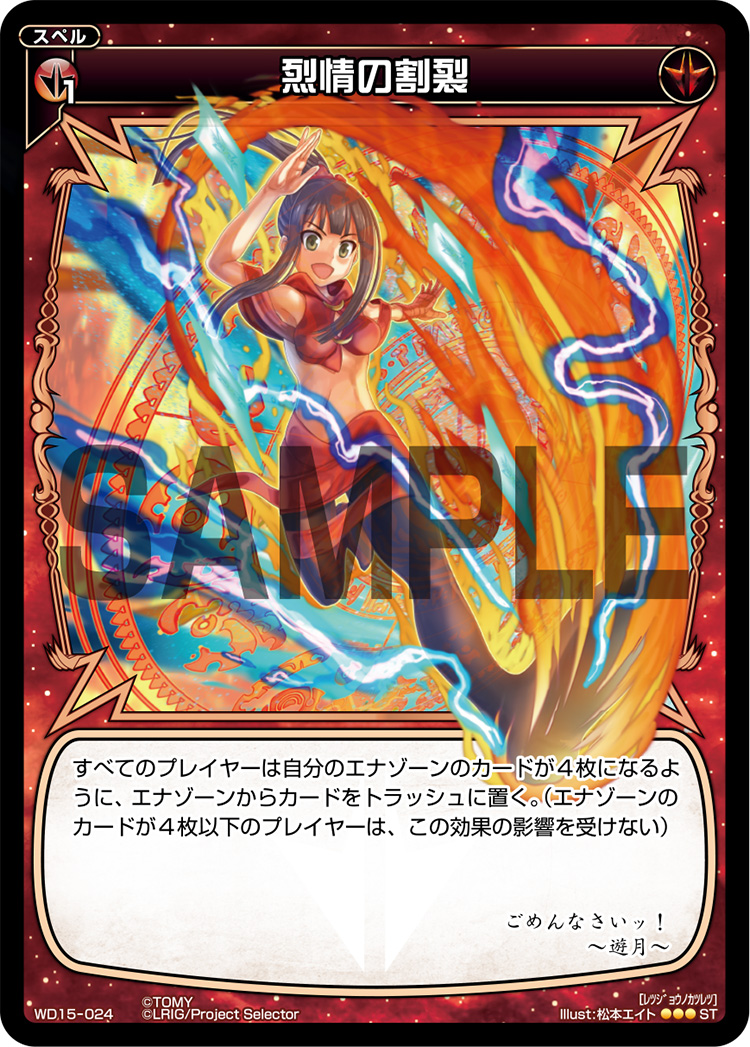 スペル
1
烈情の割裂
SAMPLE
すべてのプレイヤーは自分のエナゾーンのカードが４枚になるよ
うに、エナゾーンからカードをトラッシュに置く。（エナゾーンの
カードが４枚以下のプレイヤーは、この効果の影響を受けない）
ごめんなさいッ！
～遊月～
WD15-024
©TOMY
©LRIG/Project Selector
[ﾚﾂｼﾞｮｳﾉｶﾂﾚﾂ]
Illust:松本エイト ●●● ST